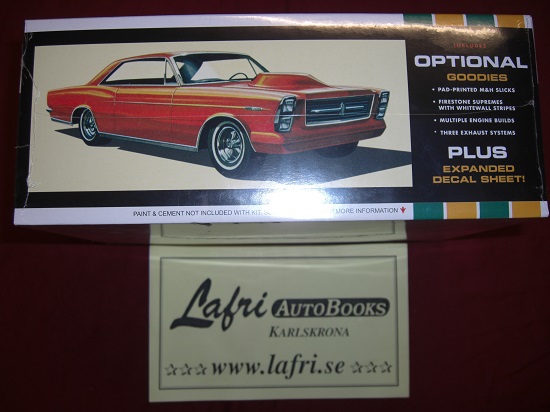 INCLUDES
OPTIONAL
GOODIES
• PAD-PRINTED M&H SLICKS
• FIRESTONE SUPREMES
WITH WHITEWALL STRIPES
• MULTIPLE ENGINE BUILDS
• THREE EXHAUST SYSTEMS
PLUS
EXPANDED
DECAL SHEET!
PAINT & CEMENT NOT INCLUDED WITH KIT. MORE INFORMATION
Lafri AUTOBOOKS
KARLSKRONA
☆☆☆ www.lafri.se ☆☆☆